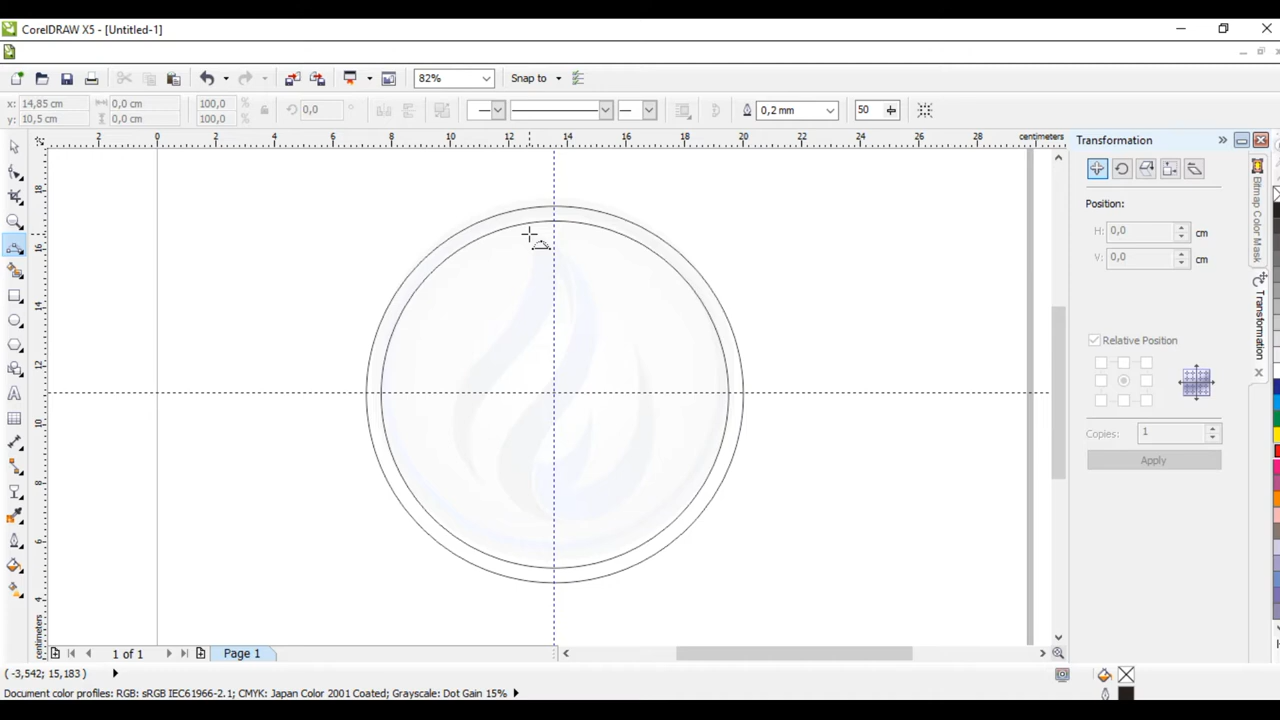 CorelDRAW X5 - [Untitled-1]
82% Snap to
x: 14,85 cm 0,0 cm 100,0 % 0,0 ° 0,2 mm 50
y: 10,5 cm 0,0 cm 100,0 %
2 0 2 4 6 8 10 12 14 16 18 20 22 24 26 28 centimeters
18
16
14
12
10
8
6
4
centimeters
Transformation
Position:
H: 0,0 cm
V: 0,0 cm
Relative Position
Copies: 1
Apply
Bitmap Color Mask
Transformation
1 of 1 Page 1
( -3,542; 15,183 )
Document color profiles: RGB: sRGB IEC61966-2.1; CMYK: Japan Color 2001 Coated; Grayscale: Dot Gain 15%